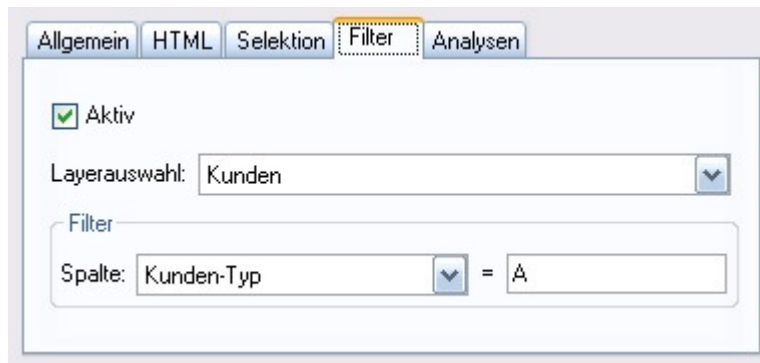 Allgemein HTML Selektion Filter Analysen
Aktiv
Layerauswahl: Kunden
Filter
Spalte: Kunden-Typ = A